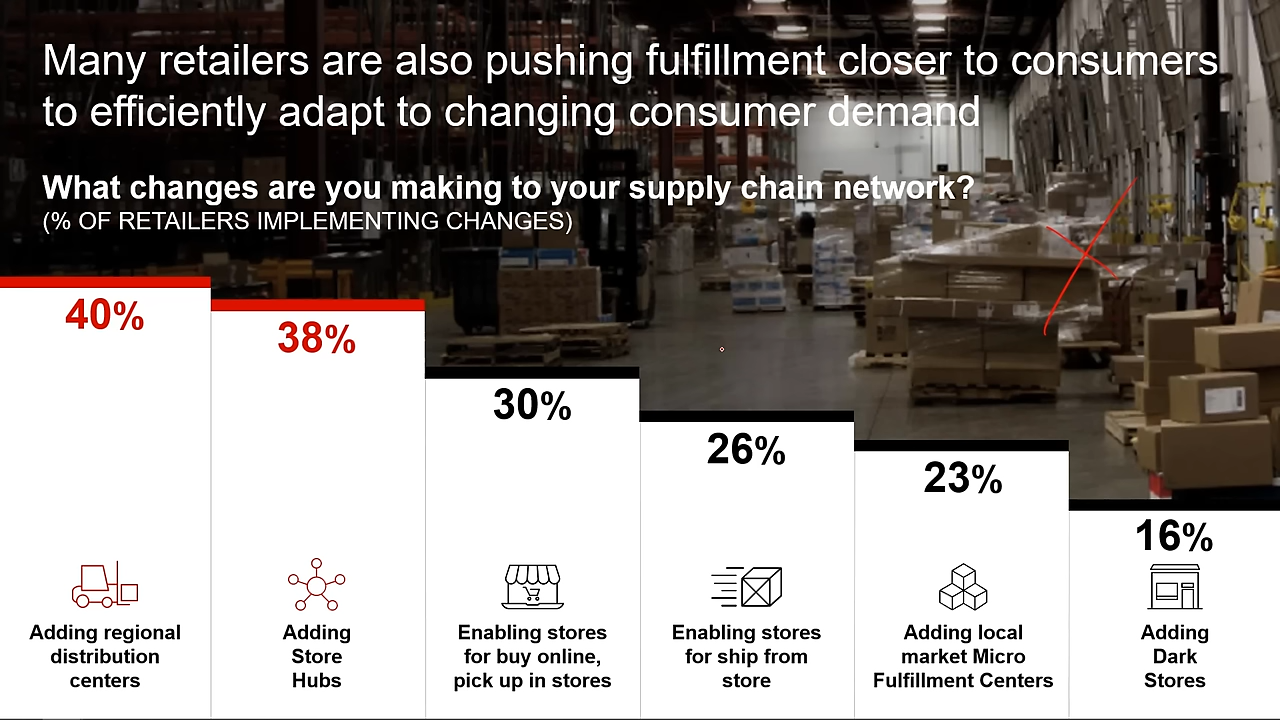 Many retailers are also pushing fulfillment closer to consumers
to efficiently adapt to changing consumer demand
What changes are you making to your supply chain network?
(% OF RETAILERS IMPLEMENTING CHANGES)
40%
38%
30%
26%
23%
16%
Adding regional
distribution
centers
Adding
Store
Hubs
Enabling stores
for buy online,
pick up in stores
Enabling stores
for ship from
store
Adding local
market Micro
Fulfillment Centers
Adding
Dark
Stores